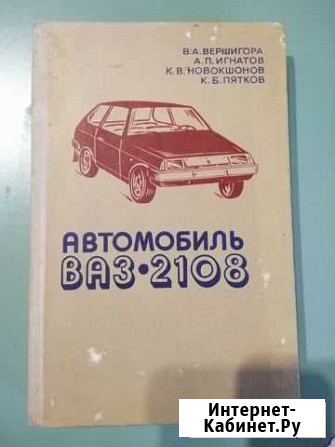 В.А.ВЕРШИГОРА
А.П.ИГНАТОВ
К.В.НОВОКШОНОВ
К.Б.ПЯТКОВ
АВТОМОБИЛЬ
ВАЗ•2108
Интернет-
Кабинет.Ру